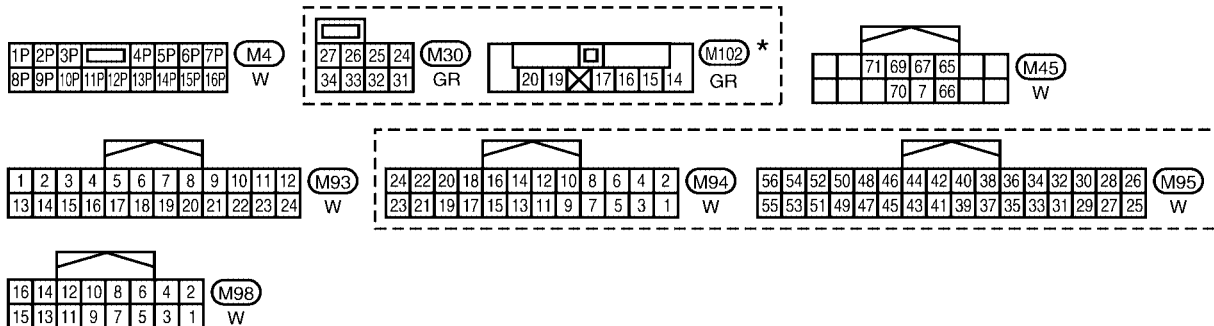 1P 2P 3P 4P 5P 6P 7P M4
8P 9P 10P 11P 12P 13P 14P 15P 16P W
27 26 25 24 M30
34 33 32 31 GR
M102 *
20 19 17 16 15 14 GR
71 69 67 65 M45
70 7 66 W
1 2 3 4 5 6 7 8 9 10 11 12 M93
13 14 15 16 17 18 19 20 21 22 23 24 W
24 22 20 18 16 14 12 10 8 6 4 2 M94
23 21 19 17 15 13 11 9 7 5 3 1 W
56 54 52 50 48 46 44 42 40 38 36 34 32 30 28 26 M95
55 53 51 49 47 45 43 41 39 37 35 33 31 29 27 25 W
16 14 12 10 8 6 4 2 M98
15 13 11 9 7 5 3 1 W